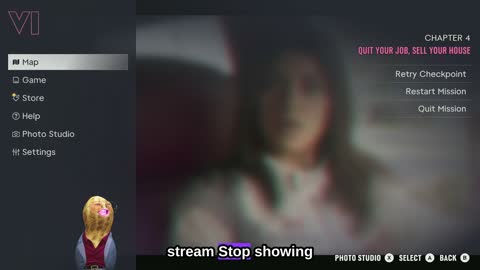 VI
CHAPTER 4
QUIT YOUR JOB, SELL YOUR HOUSE
Map
Game
Store
Help
Photo Studio
Settings
Retry Checkpoint
Restart Mission
Quit Mission
stream Stop showing
PHOTO STUDIO X SELECT A BACK B